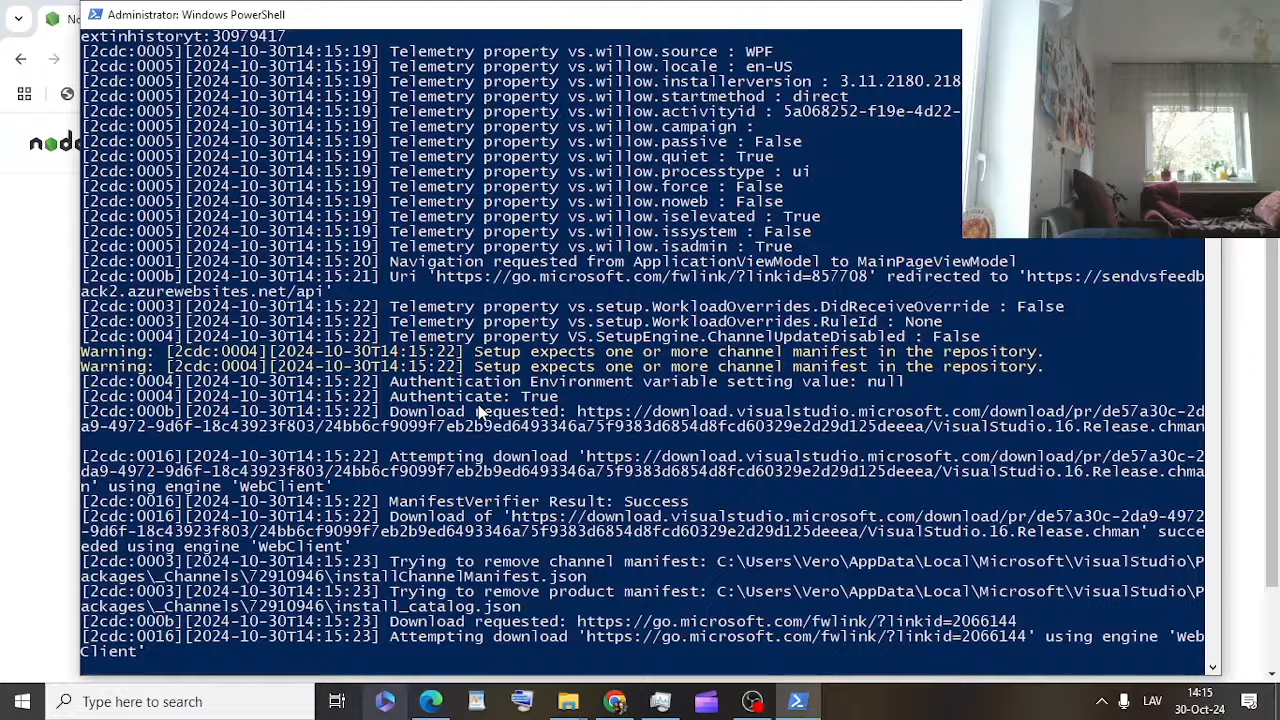 No
Administrator: Windows PowerShell
extinhistoryt:30979417
[2cdc:0005][2024-10-30T14:15:19] Telemetry property vs.willow.source : WPF
[2cdc:0005][2024-10-30T14:15:19] Telemetry property vs.willow.locale : en-US
[2cdc:0005][2024-10-30T14:15:19] Telemetry property vs.willow.installerversion : 3.11.2180.218
[2cdc:0005][2024-10-30T14:15:19] Telemetry property vs.willow.startmethod : direct
[2cdc:0005][2024-10-30T14:15:19] Telemetry property vs.willow.activityid : 5a068252-f19e-4d22-
[2cdc:0005][2024-10-30T14:15:19] Telemetry property vs.willow.campaign :
[2cdc:0005][2024-10-30T14:15:19] Telemetry property vs.willow.passive : False
[2cdc:0005][2024-10-30T14:15:19] Telemetry property vs.willow.quiet : True
[2cdc:0005][2024-10-30T14:15:19] Telemetry property vs.willow.processtype : ui
[2cdc:0005][2024-10-30T14:15:19] Telemetry property vs.willow.force : False
[2cdc:0005][2024-10-30T14:15:19] Telemetry property vs.willow.noweb : False
[2cdc:0005][2024-10-30T14:15:19] Telemetry property vs.willow.iselevated : True
[2cdc:0005][2024-10-30T14:15:19] Telemetry property vs.willow.issystem : False
[2cdc:0005][2024-10-30T14:15:19] Telemetry property vs.willow.isadmin : True
[2cdc:0001][2024-10-30T14:15:20] Navigation requested from ApplicationViewModel to MainPageViewModel
[2cdc:000b][2024-10-30T14:15:21] Uri 'https://go.microsoft.com/fwlink/?linkid=857708' redirected to 'https://sendvsfeedb
ack2.azurewebsites.net/api'
[2cdc:0003][2024-10-30T14:15:22] Telemetry property vs.setup.WorkloadOverrides.DidReceiveOverride : False
[2cdc:0003][2024-10-30T14:15:22] Telemetry property vs.setup.WorkloadOverrides.RuleId : None
[2cdc:0004][2024-10-30T14:15:22] Telemetry property VS.SetupEngine.ChannelUpdateDisabled : False
Warning: [2cdc:0004][2024-10-30T14:15:22] Setup expects one or more channel manifest in the repository.
Warning: [2cdc:0004][2024-10-30T14:15:22] Setup expects one or more channel manifest in the repository.
[2cdc:0004][2024-10-30T14:15:22] Authentication Environment variable setting value: null
[2cdc:0004][2024-10-30T14:15:22] Authenticate: True
[2cdc:000b][2024-10-30T14:15:22] Download requested: https://download.visualstudio.microsoft.com/download/pr/de57a30c-2d
a9-4972-9d6f-18c43923f803/24bb6cf9099f7eb2b9ed6493346a75f9383d6854d8fcd60329e2d29d125deeea/VisualStudio.16.Release.chman
[2cdc:0016][2024-10-30T14:15:22] Attempting download 'https://download.visualstudio.microsoft.com/download/pr/de57a30c-2
da9-4972-9d6f-18c43923f803/24bb6cf9099f7eb2b9ed6493346a75f9383d6854d8fcd60329e2d29d125deeea/VisualStudio.16.Release.chma
n' using engine 'WebClient'
[2cdc:0016][2024-10-30T14:15:22] ManifestVerifier Result: Success
[2cdc:0016][2024-10-30T14:15:22] Download of 'https://download.visualstudio.microsoft.com/download/pr/de57a30c-2da9-4972
-9d6f-18c43923f803/24bb6cf9099f7eb2b9ed6493346a75f9383d6854d8fcd60329e2d29d125deeea/VisualStudio.16.Release.chman' succe
eded using engine 'WebClient'
[2cdc:0003][2024-10-30T14:15:23] Trying to remove channel manifest: C:\Users\Vero\AppData\Local\Microsoft\VisualStudio\P
ackages\_Channels\72910946\installChannelManifest.json
[2cdc:0003][2024-10-30T14:15:23] Trying to remove product manifest: C:\Users\Vero\AppData\Local\Microsoft\VisualStudio\P
ackages\_Channels\72910946\install_catalog.json
[2cdc:000b][2024-10-30T14:15:23] Download requested: https://go.microsoft.com/fwlink/?linkid=2066144
[2cdc:0016][2024-10-30T14:15:23] Attempting download 'https://go.microsoft.com/fwlink/?linkid=2066144' using engine 'Web
Client'
node
Type here to search
LAV
14:15
30-Oct-24